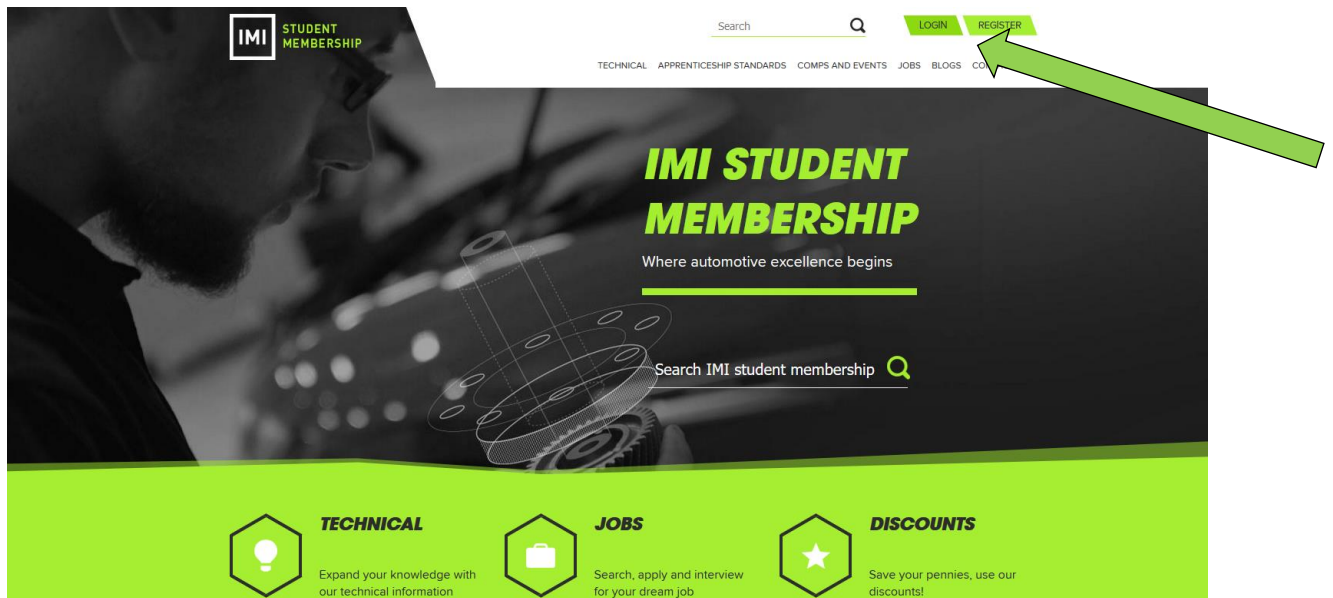 IMI STUDENT
MEMBERSHIP
Search
LOGIN REGISTER
TECHNICAL APPRENTICESHIP STANDARDS COMPS AND EVENTS JOBS BLOGS
IMI STUDENT
MEMBERSHIP
Where automotive excellence begins
Search IMI student membership
TECHNICAL
Expand your knowledge with
our technical information
JOBS
Search, apply and interview
for your dream job
DISCOUNTS
Save your pennies, use our
discounts!